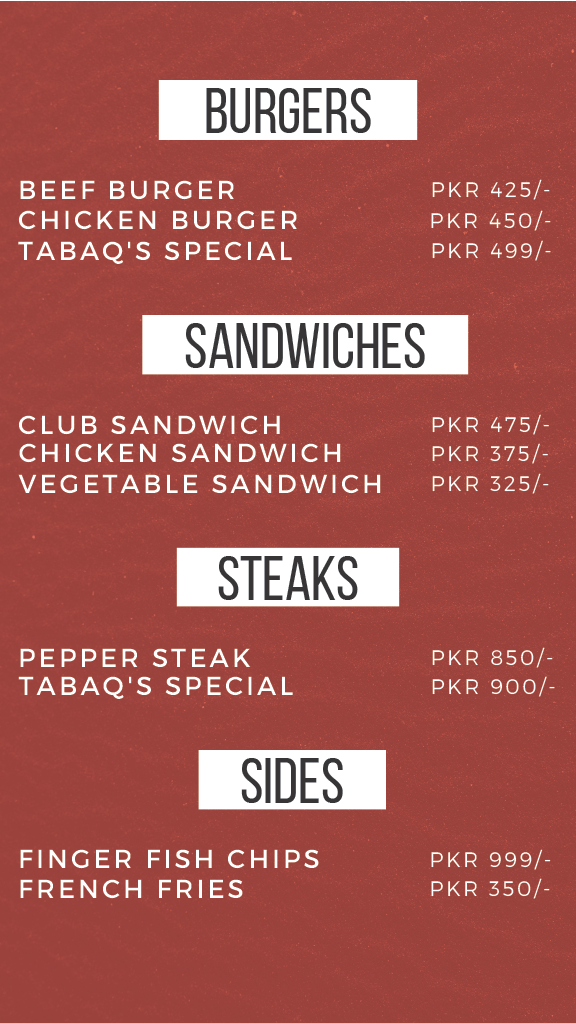 BURGERS
BEEF BURGER PKR 425/-
CHICKEN BURGER PKR 450/-
TABAQ'S SPECIAL PKR 499/-
SANDWICHES
CLUB SANDWICH PKR 475/-
CHICKEN SANDWICH PKR 375/-
VEGETABLE SANDWICH PKR 325/-
STEAKS
PEPPER STEAK PKR 850/-
TABAQ'S SPECIAL PKR 900/-
SIDES
FINGER FISH CHIPS PKR 999/-
FRENCH FRIES PKR 350/-